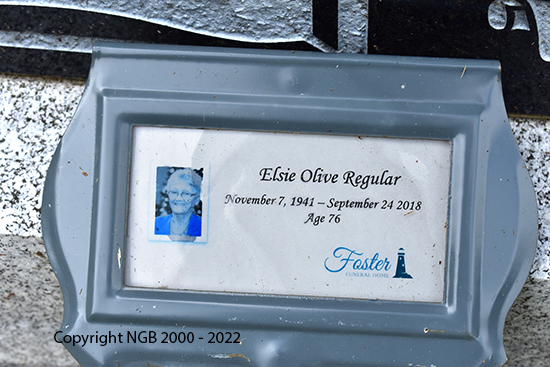 Elsie Olive Regular
November 7, 1941 – September 24 2018
Age 76
Foster
FUNERAL HOME
Copyright NGB 2000 - 2022